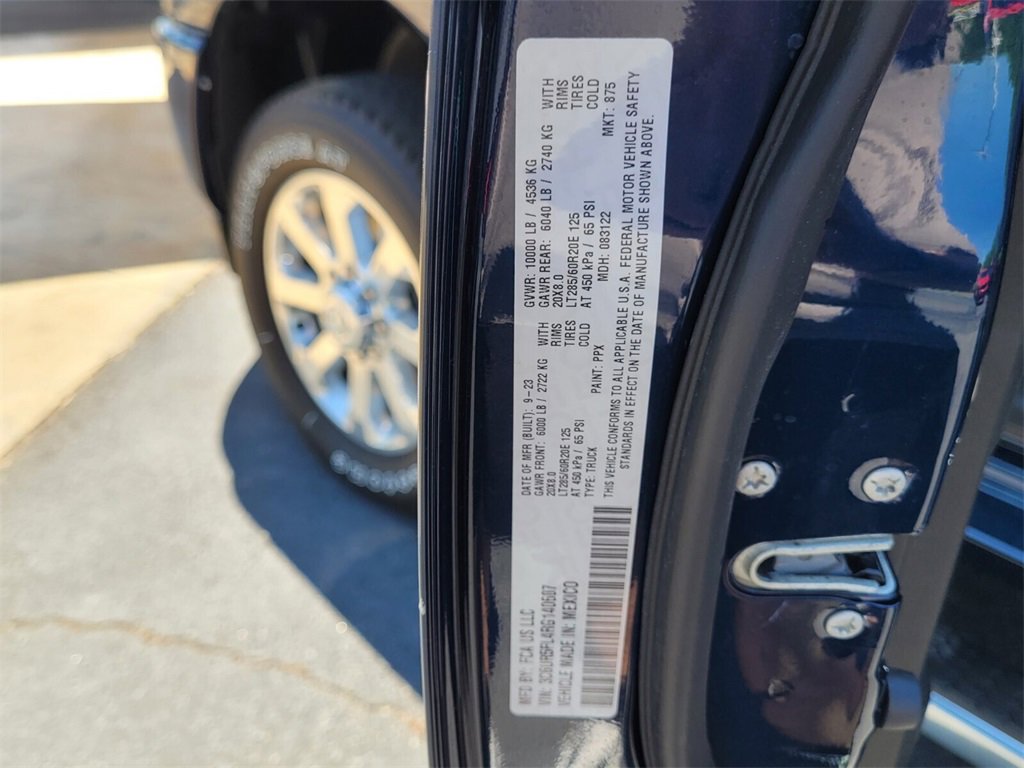 MFD BY: FCA US LLC
DATE OF MFR (BUILT): 9-23
GVWR: 10000 LB / 4536 KG
GAWR FRONT: 6000 LB / 2722 KG WITH
GAWR REAR: 6040 LB / 2740 KG WITH
20X8.0 RIMS
20X8.0 RIMS
LT285/60R20E 125 TIRES
LT285/60R20E 125 TIRES
AT 450 kPa / 65 PSI COLD
AT 450 kPa / 65 PSI COLD
VIN: 3C6UR5PL4RG140607
TYPE: TRUCK
PAINT: PPX
MDH: 083122
MKT: 875
VEHICLE MADE IN: MEXICO
THIS VEHICLE CONFORMS TO ALL APPLICABLE U.S.A. FEDERAL MOTOR VEHICLE SAFETY
STANDARDS IN EFFECT ON THE DATE OF MANUFACTURE SHOWN ABOVE.